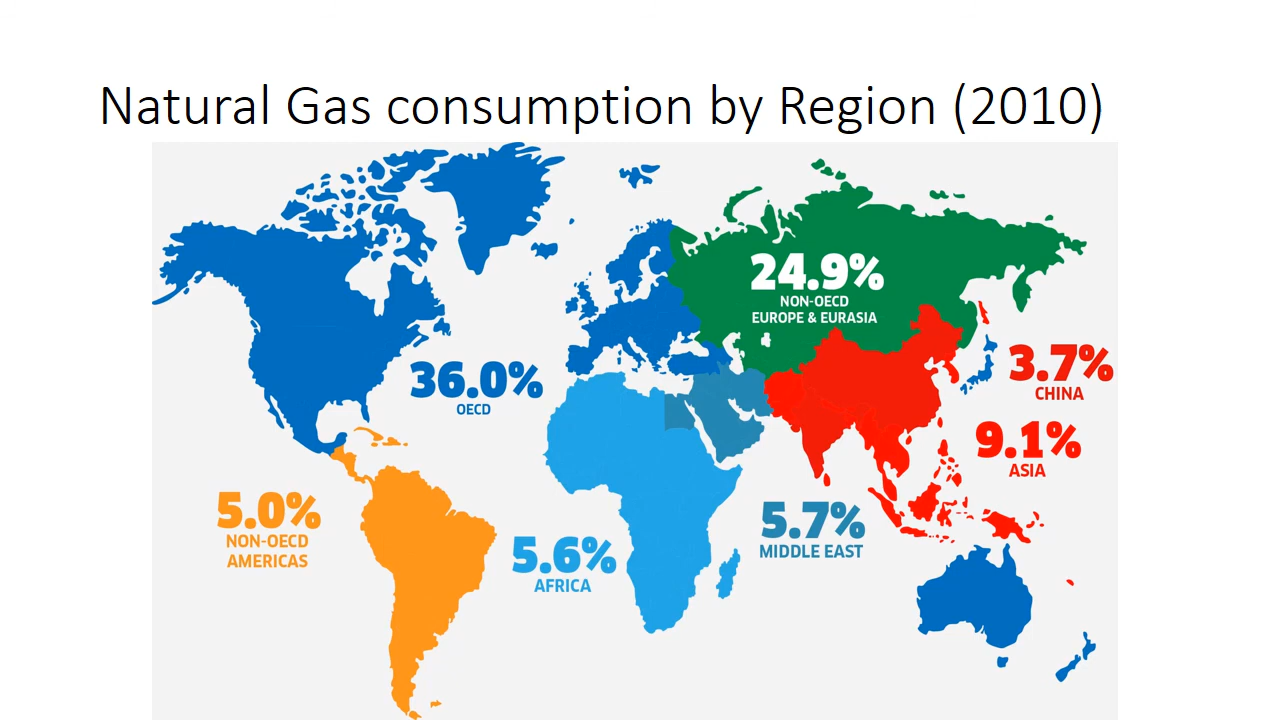 Natural Gas consumption by Region (2010)
24.9%
NON-OECD
EUROPE & EURASIA
36.0%
OECD
3.7%
CHINA
9.1%
ASIA
5.0%
NON-OECD
AMERICAS
5.6%
AFRICA
5.7%
MIDDLE EAST